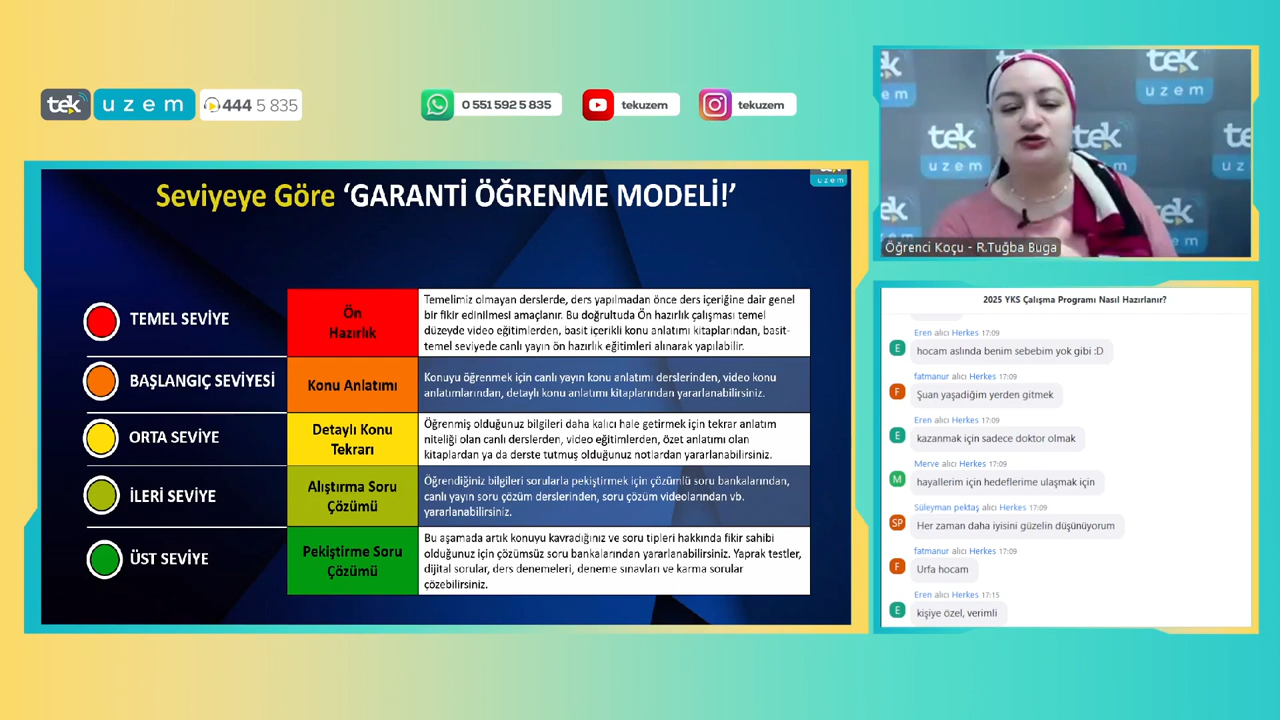 tek uzem 444 5 835
0 551 592 5 835
tekuzem
tekuzem
uzem
Seviyeye Göre ‘GARANTİ ÖĞRENME MODELİ!’
TEMEL SEVİYE
Ön
Hazırlık
Temelimiz olmayan derslerde, ders yapılmadan önce ders içeriğine dair genel
bir fikir edinilmesi amaçlanır. Bu doğrultuda Ön hazırlık çalışması temel
düzeyde video eğitimlerden, basit içerikli konu anlatımı kitaplarından, basit-
temel seviyede canlı yayın ön hazırlık eğitimleri alınarak yapılabilir.
BAŞLANGIÇ SEVİYESİ
Konu Anlatımı
Konuyu öğrenmek için canlı yayın konu anlatımı derslerinden, video konu
anlatımlarından, detaylı konu anlatımı kitaplarından yararlanabilirsiniz.
ORTA SEVİYE
Detaylı Konu
Tekrarı
Öğrenmiş olduğunuz bilgileri daha kalıcı hale getirmek için tekrar anlatım
niteliği olan canlı derslerden, video eğitimlerden, özet anlatımı olan
kitaplardan ya da derste tutmuş olduğunuz notlardan yararlanabilirsiniz.
İLERİ SEVİYE
Alıştırma Soru
Çözümü
Öğrendiğiniz bilgileri sorularla pekiştirmek için çözümlü soru bankalarından,
canlı yayın soru çözüm derslerinden, soru çözüm videolarından vb.
yararlanabilirsiniz.
ÜST SEVİYE
Pekiştirme Soru
Çözümü
Bu aşamada artık konuyu kavradığınız ve soru tipleri hakkında fikir sahibi
olduğunuz için çözümsüz soru bankalarından yararlanabilirsiniz. Yaprak testler,
dijital sorular, ders denemeleri, deneme sınavları ve karma sorular
çözebilirsiniz.
tek
uzem
tek
uzem
Öğrenci Koçu - R.Tuğba Buga
2025 YKS Çalışma Programı Nasıl Hazırlanır?
Eren alıcı Herkes 17:09
E hocam aslında benim sebebim yok gibi :D
fatmanur alıcı Herkes 17:09
F Şuan yaşadiğim yerden gitmek
Eren alıcı Herkes 17:09
E kazanmak için sadece doktor olmak
Merve alıcı Herkes 17:09
M hayallerim için hedeflerime ulaşmak için
Süleyman pektaş alıcı Herkes 17:09
SP Her zaman daha iyisini güzelin düşünüyorum
fatmanur alıcı Herkes 17:09
F Urfa hocam
Eren alıcı Herkes 17:15
E kişiye özel, verimli